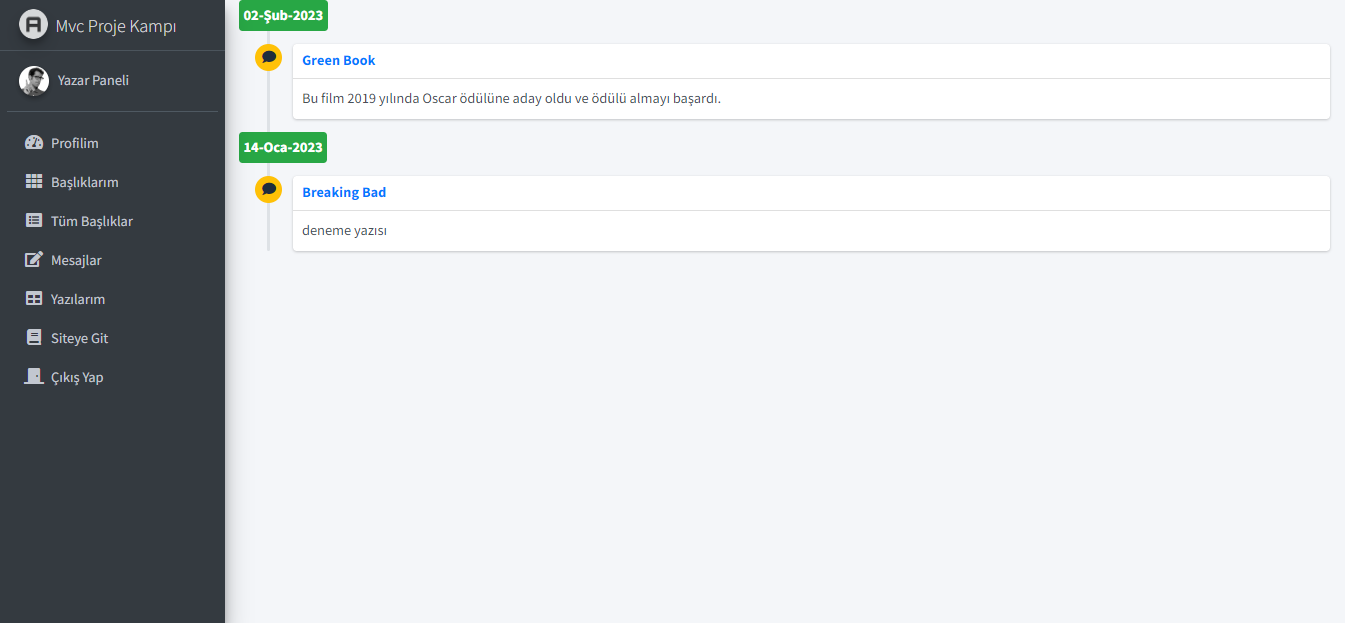 Mvc Proje Kampı
Yazar Paneli
Profilim
Başlıklarım
Tüm Başlıklar
Mesajlar
Yazılarım
Siteye Git
Çıkış Yap
02-Şub-2023
Green Book
Bu film 2019 yılında Oscar ödülüne aday oldu ve ödülü almayı başardı.
14-Oca-2023
Breaking Bad
deneme yazısı